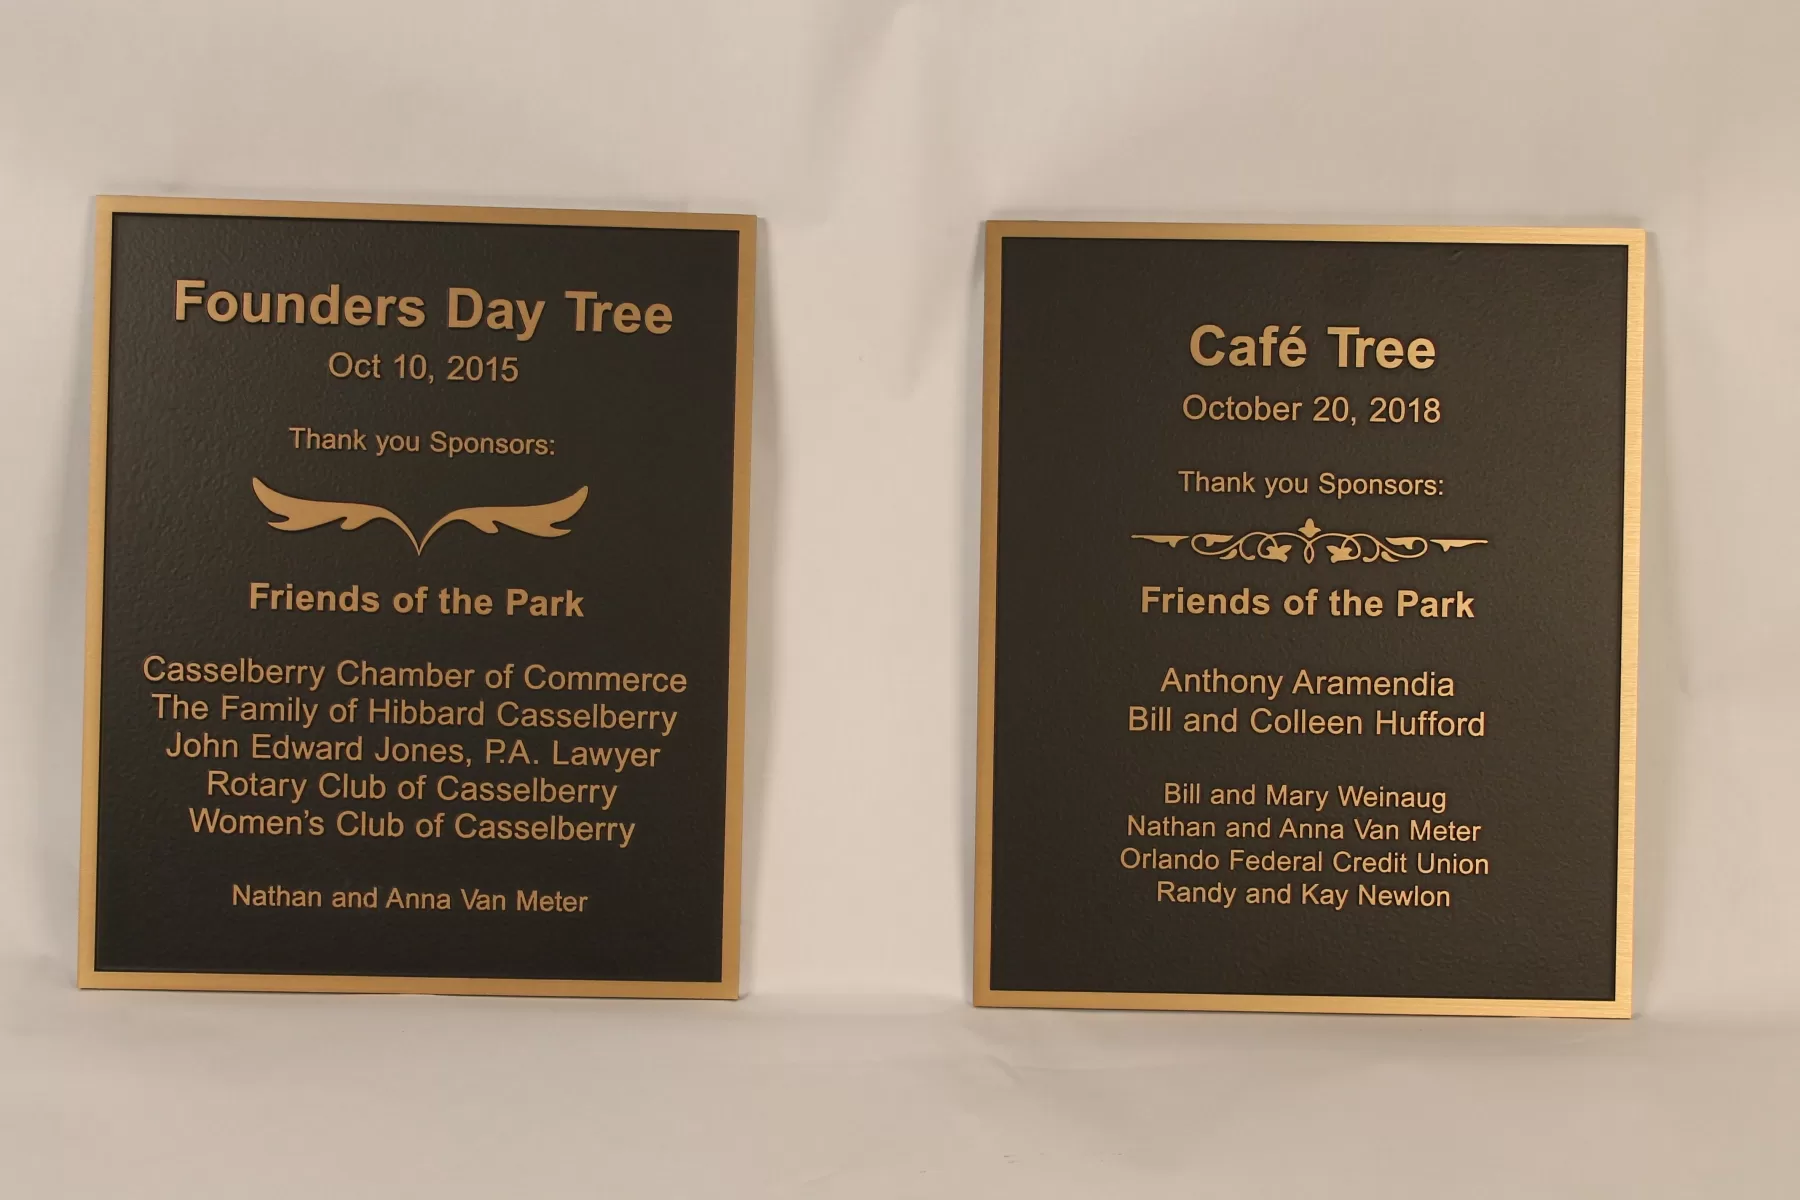 Founders Day Tree
Oct 10, 2015
Thank you Sponsors:
Friends of the Park
Casselberry Chamber of Commerce
The Family of Hibbard Casselberry
John Edward Jones, P.A. Lawyer
Rotary Club of Casselberry
Women's Club of Casselberry
Nathan and Anna Van Meter
Café Tree
October 20, 2018
Thank you Sponsors:
Friends of the Park
Anthony Aramendia
Bill and Colleen Hufford
Bill and Mary Weinaug
Nathan and Anna Van Meter
Orlando Federal Credit Union
Randy and Kay Newlon